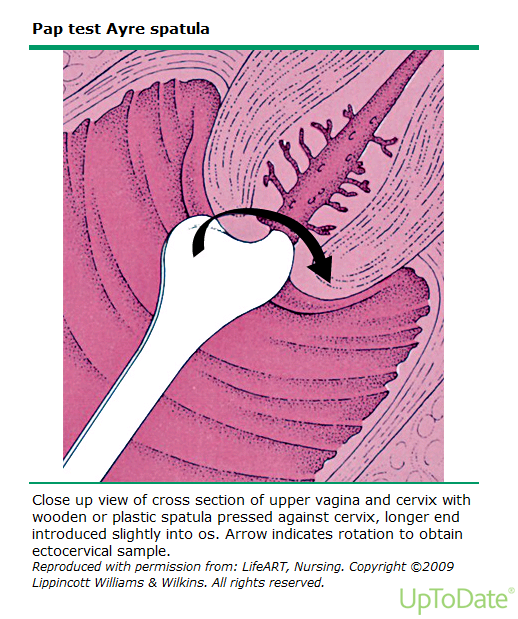 Pap test Ayre spatula
Close up view of cross section of upper vagina and cervix with
wooden or plastic spatula pressed against cervix, longer end
introduced slightly into os. Arrow indicates rotation to obtain
ectocervical sample.
Reproduced with permission from: LifeART, Nursing. Copyright ©2009
Lippincott Williams & Wilkins. All rights reserved.
UpToDate®